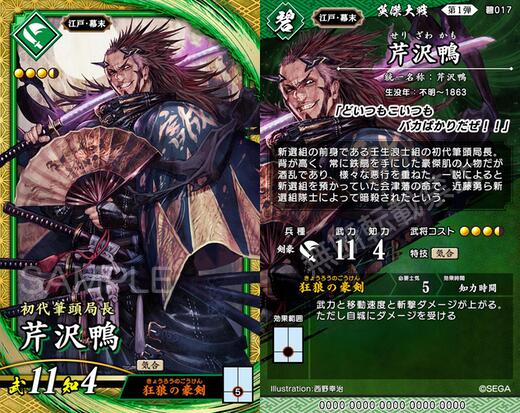 江戸・幕末
SAMPLE
初代筆頭局長
芹沢鴨
気合
武11知4
きょうろうのごうけん
狂狼の豪剣
5
碧
江戸・幕末
英傑大戦
第1弾
碧017
せりざわかも
芹沢鴨
統一名称：芹沢鴨
生没年：不明～1863
「どいつもこいつも
バカばかりだぜ！！」
新選組の前身である壬生浪士組の初代筆頭局長。
背が高く、常に鉄扇を手にした豪傑肌の人物だが
酒乱であり、様々な悪行を重ねた。一説によると
新選組を預かっていた会津藩の命で、近藤勇ら新
選組隊士によって暗殺されたという。
兵種
武力
知力
武将コスト
剣豪
11
4
特技
気合
きょうろうのごうけん
狂狼の豪剣
必要士気
5
効果時間
知力時間
効果範囲
武力と移動速度と斬撃ダメージが上がる。
ただし自城にダメージを受ける
Illustration:西野幸治
©SEGA
0000 0000 0000 0000 0000